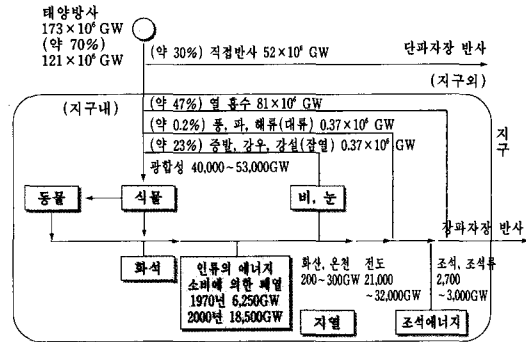 태양방사
173×10⁶ GW
(약 70%)
121×10⁶ GW
(약 30%) 직접반사 52×10⁶ GW
단파자장 반사
(지구외)
(지구내)
(약 47%) 열 흡수 81×10⁶ GW
(약 0.2%) 풍, 파, 해류(대류) 0.37×10⁶ GW
(약 23%) 증발, 강우, 강설(잠열) 0.37×10⁶ GW
광합성 40,000~53,000GW
지구
동물
식물
비, 눈
장파자장 반사
화석
인류의 에너지
소비에 의한 폐열
1970년 6,250GW
2000년 18,500GW
화산, 온천
200~300GW
전도
21,000
~32,000GW
지열
조석, 조석류
2,700
~3,000GW
조석에너지